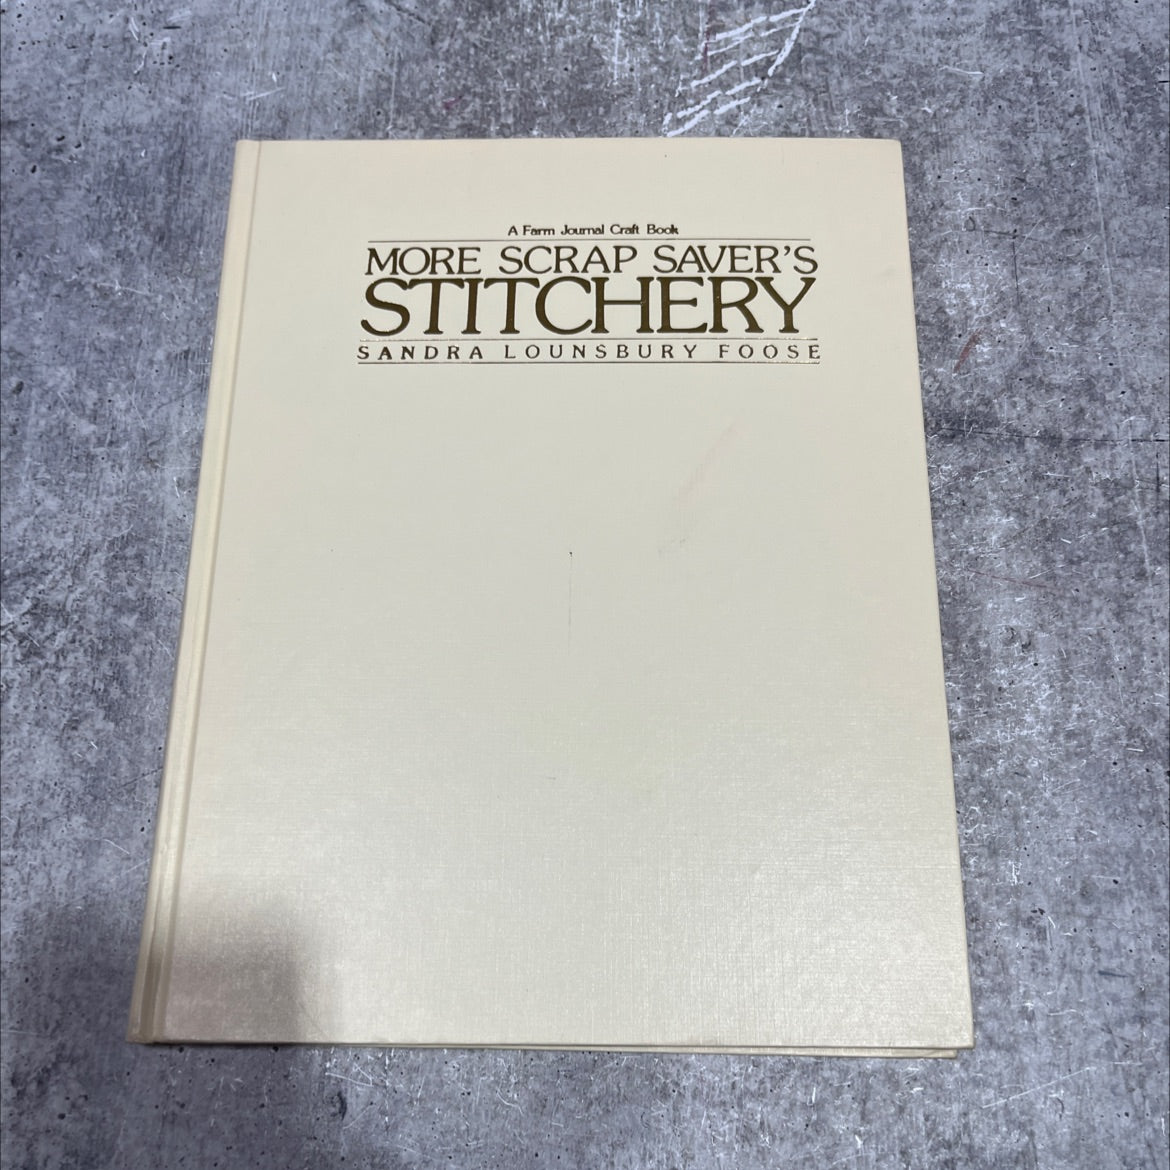 A Farm Journal Craft Book
MORE SCRAP SAVER'S
STITCHERY
SANDRA LOUNSBURY FOOSE